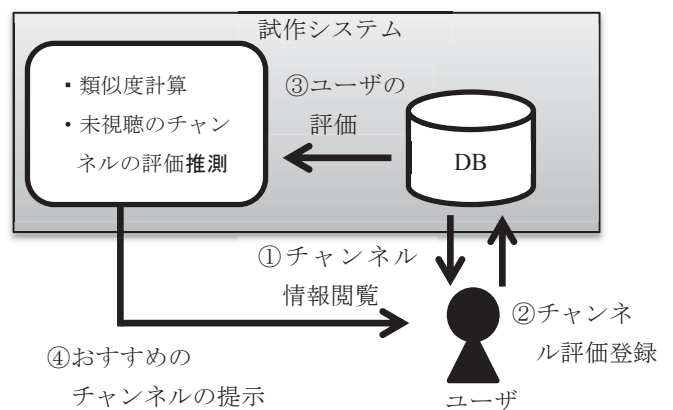 試作システム
・類似度計算
・未視聴のチャン
ネルの評価推測
③ユーザの
評価
DB
①チャンネル
情報閲覧
②チャンネ
ル評価登録
④おすすめの
チャンネルの提示
ユーザ